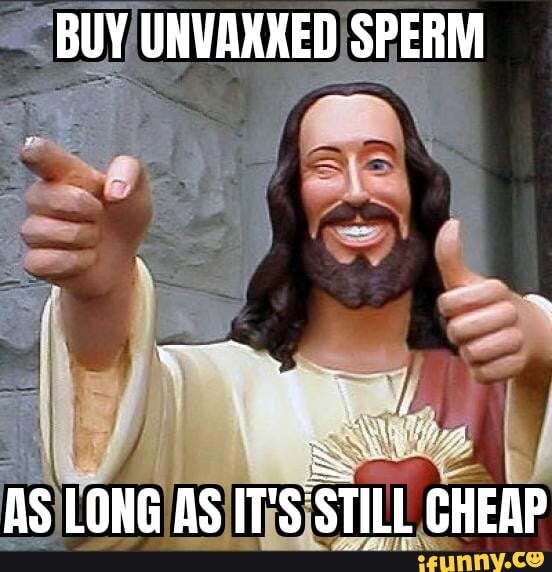 BUY UNVAXXED SPERM
AS LONG AS IT'S STILL CHEAP
ifunny.co